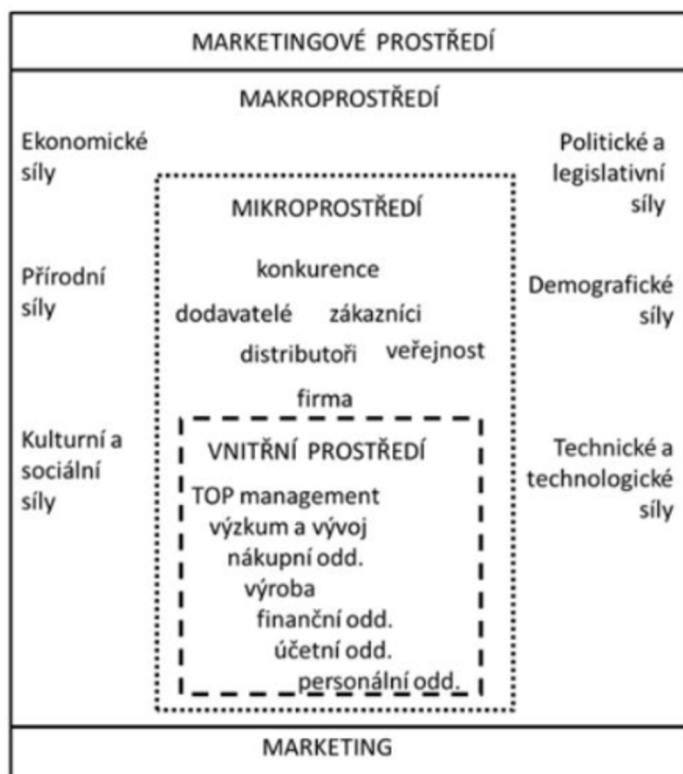 MARKETINGOVÉ PROSTŘEDÍ
MAKROPROSTŘEDÍ
Ekonomické
síly
Politické a
legislativní
síly
MIKROPROSTŘEDÍ
konkurence
Přírodní
síly
Demografické
síly
dodavatelé zákazníci
distributoři veřejnost
firma
Kulturní a
sociální
síly
VNITŘNÍ PROSTŘEDÍ
Technické a
technologické
síly
TOP management
výzkum a vývoj
nákupní odd.
výroba
finanční odd.
účetní odd.
personální odd.
MARKETING